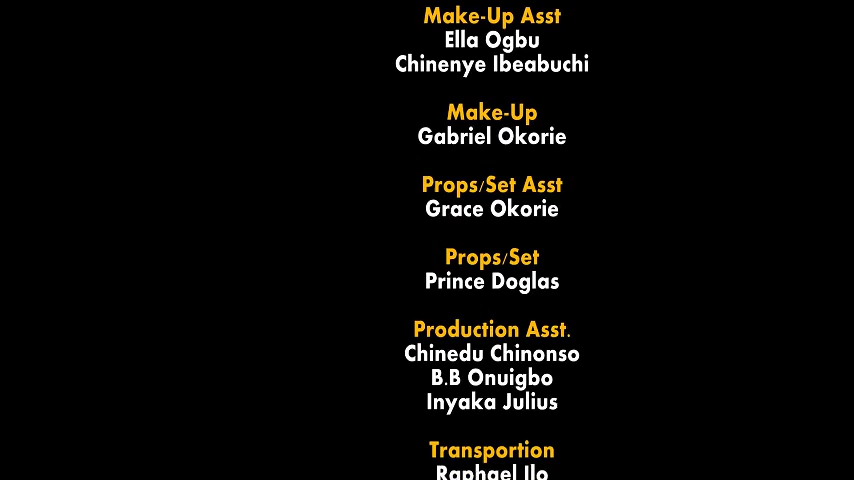 Make-Up Asst
Ella Ogbu
Chinenye Ibeabuchi
Make-Up
Gabriel Okorie
Props/Set Asst
Grace Okorie
Props/Set
Prince Doglas
Production Asst.
Chinedu Chinonso
B.B Onuigbo
Inyaka Julius
Transportion
Raphael Ilo